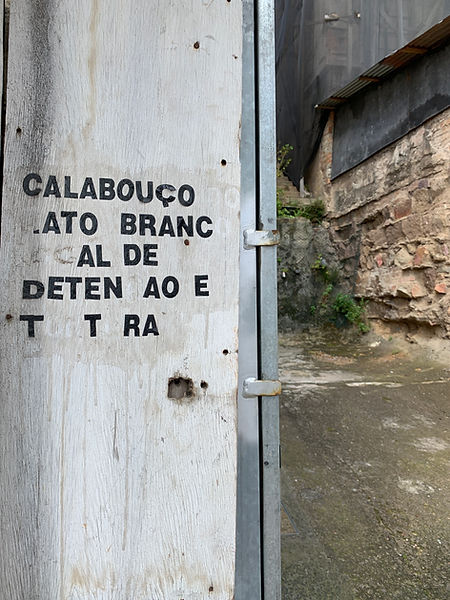 CALABOUÇO
ATO BRANC
AL DE
DETEN AO E
T T RA